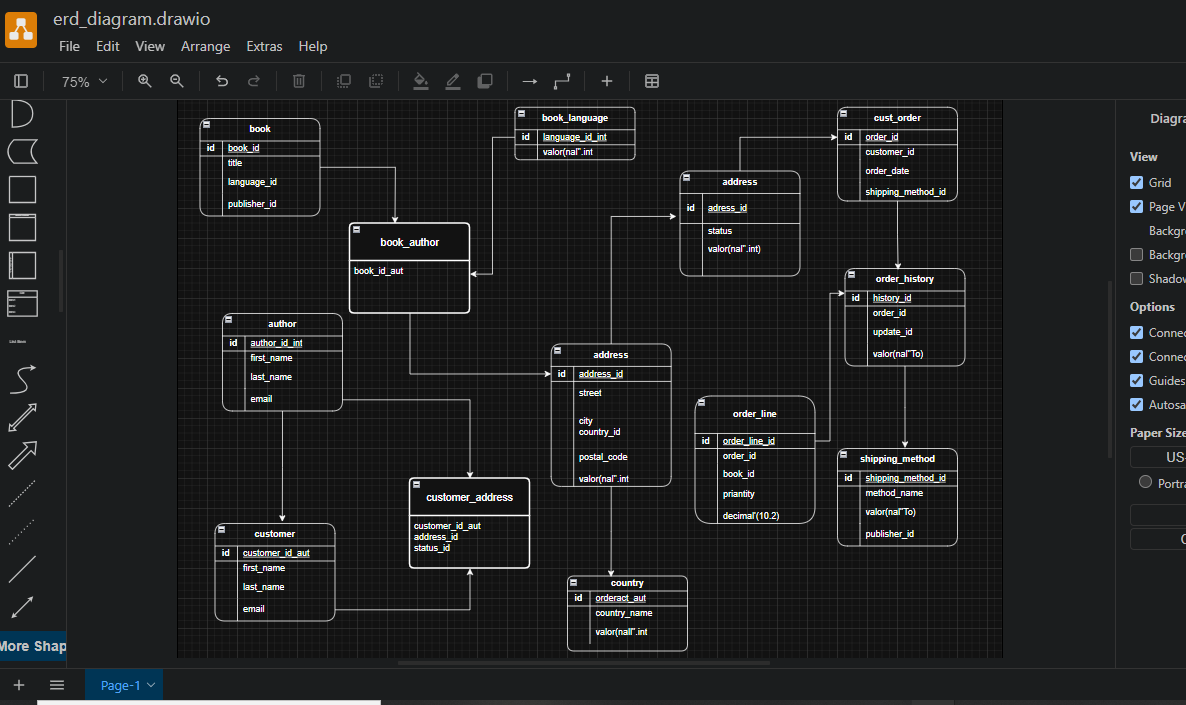 erd_diagram.drawio
File Edit View Arrange Extras Help
75%
book
id book_id
title
language_id
publisher_id
book_language
id language_id_int
valor(nal".int
cust_order
id order_id
customer_id
order_date
shipping_method_id
address
id adress_id
status
valor(nal".int)
book_author
book_id_aut
order_history
id history_id
order_id
update_id
valor(nal"To)
author
id author_id_int
first_name
last_name
email
address
id address_id
street
city
country_id
postal_code
valor(nal".int
order_line
id order_line_id
order_id
book_id
priantity
decimal'(10.2)
shipping_method
id shipping_method_id
method_name
valor(nal"To)
publisher_id
customer_address
customer_id_aut
address_id
status_id
customer
id customer_id_aut
first_name
last_name
email
country
id orderact_aut
country_name
valor(nall".int
List Item
More Shap
Page-1
Diagra
View
Grid
Page V
Backgr
Backgr
Shadov
Options
Connec
Connec
Guides
Autosa
Paper Size
US-
Portra